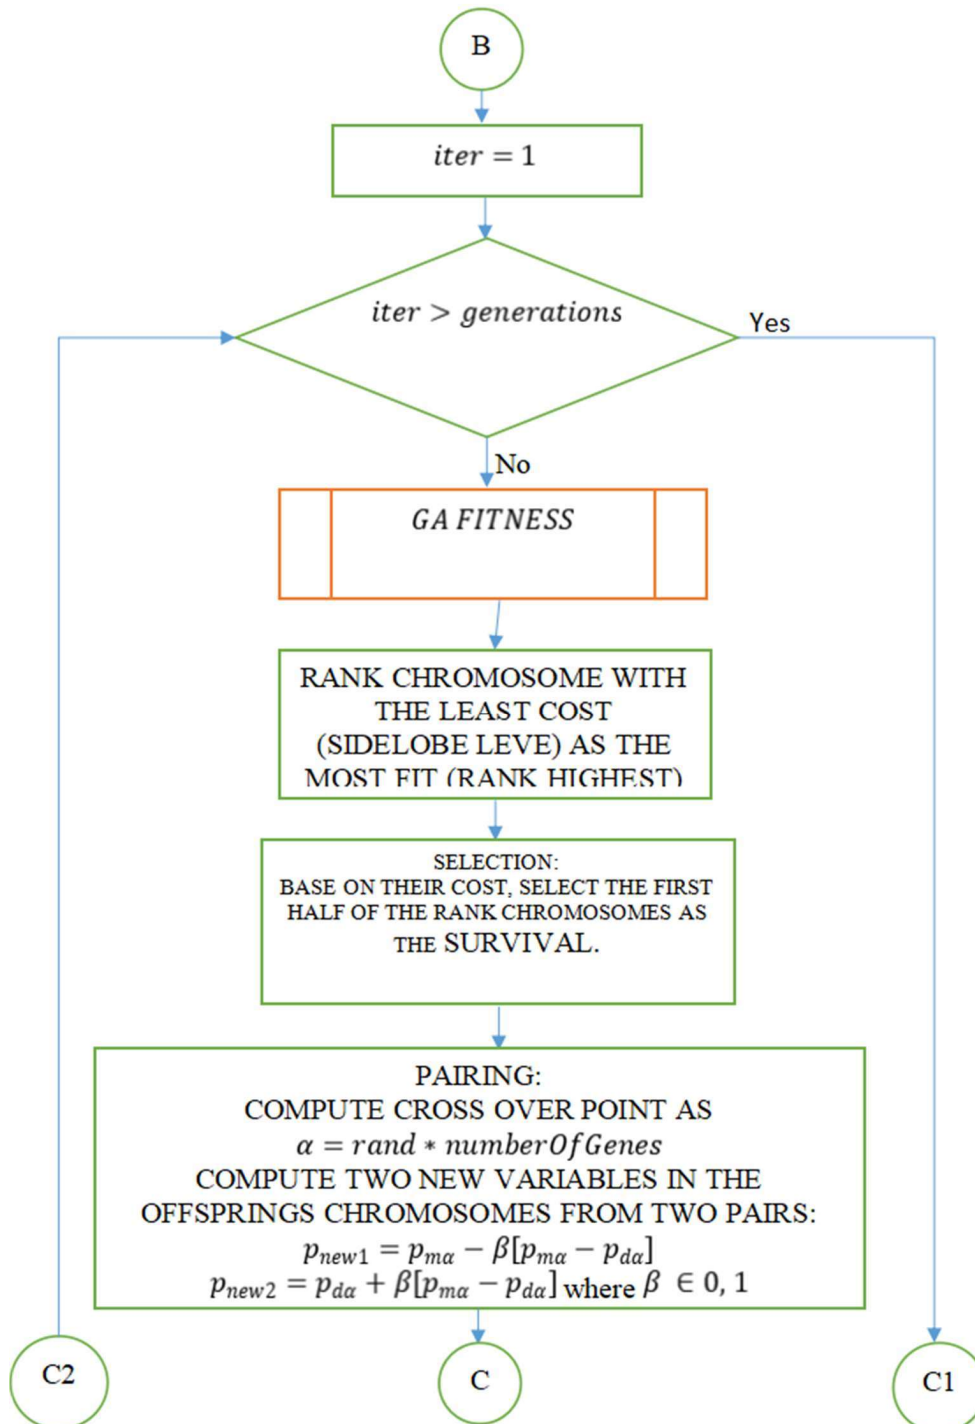 B
iter = 1
iter > generations
Yes
No
GA FITNESS
RANK CHROMOSOME WITH
THE LEAST COST
(SIDELOBE LEVE) AS THE
MOST FIT (RANK HIGHEST)
SELECTION:
BASE ON THEIR COST, SELECT THE FIRST
HALF OF THE RANK CHROMOSOMES AS
THE SURVIVAL.
PAIRING:
COMPUTE CROSS OVER POINT AS
α = rand * numberOfGenes
COMPUTE TWO NEW VARIABLES IN THE
OFFSPRINGS CHROMOSOMES FROM TWO PAIRS:
p_new1 = p_mα − β[p_mα − p_dα]
p_new2 = p_dα + β[p_mα − p_dα] where β ∈ 0, 1
C2
C
C1